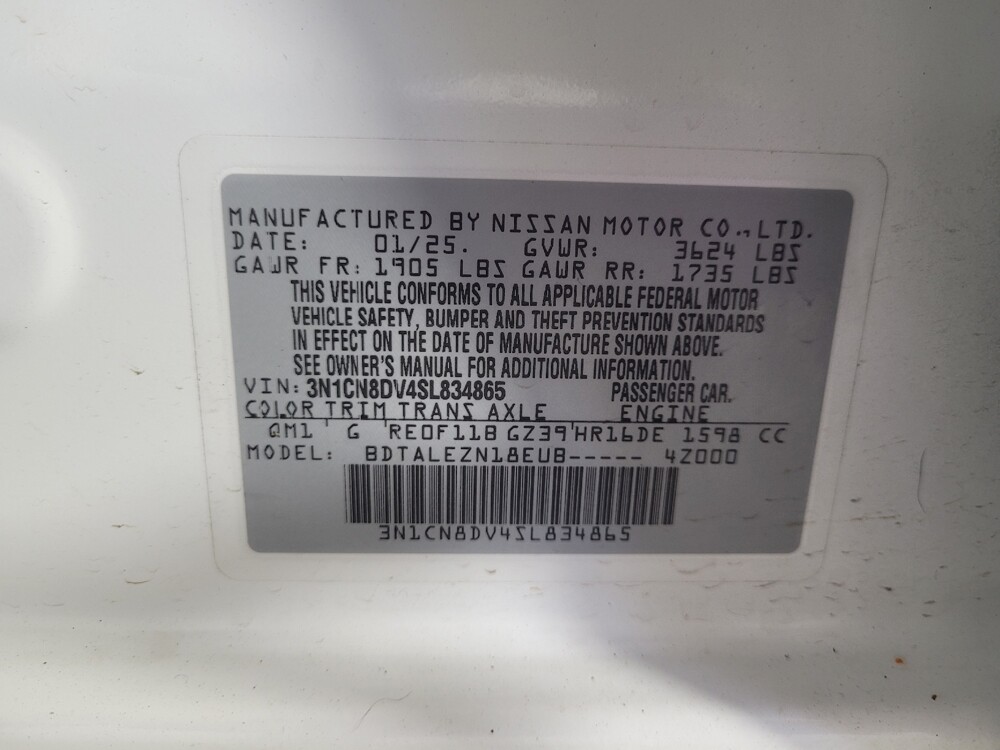 MANUFACTURED BY NISSAN MOTOR CO., LTD.
DATE: 01/25. GVWR: 3624 LBS
GAWR FR: 1905 LBS GAWR RR: 1735 LBS
THIS VEHICLE CONFORMS TO ALL APPLICABLE FEDERAL MOTOR
VEHICLE SAFETY, BUMPER AND THEFT PREVENTION STANDARDS
IN EFFECT ON THE DATE OF MANUFACTURE SHOWN ABOVE.
SEE OWNER'S MANUAL FOR ADDITIONAL INFORMATION.
VIN: 3N1CN8DV4SL834865 PASSENGER CAR.
COLOR TRIM TRANS AXLE ENGINE
QM1 G RE0F11B GZ39 HR16DE 1598 CC
MODEL: BDTALEZN18EUB----- 4Z000
3N1CN8DV4SL834865